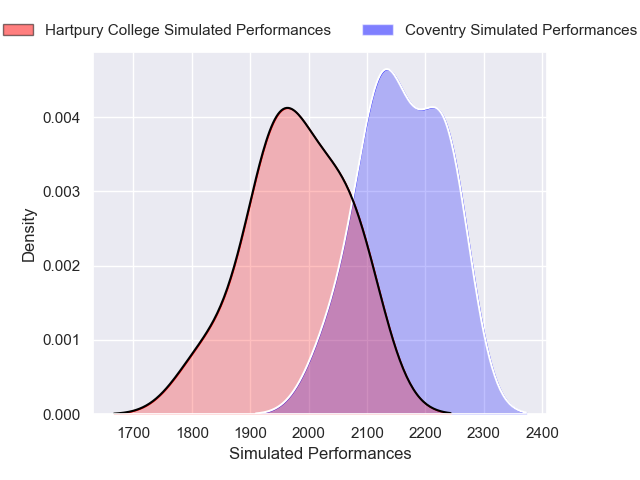 Hartpury College Simulated Performances
Coventry Simulated Performances
Density
0.004
0.003
0.002
0.001
0.000
1700 1800 1900 2000 2100 2200 2300 2400
Simulated Performances